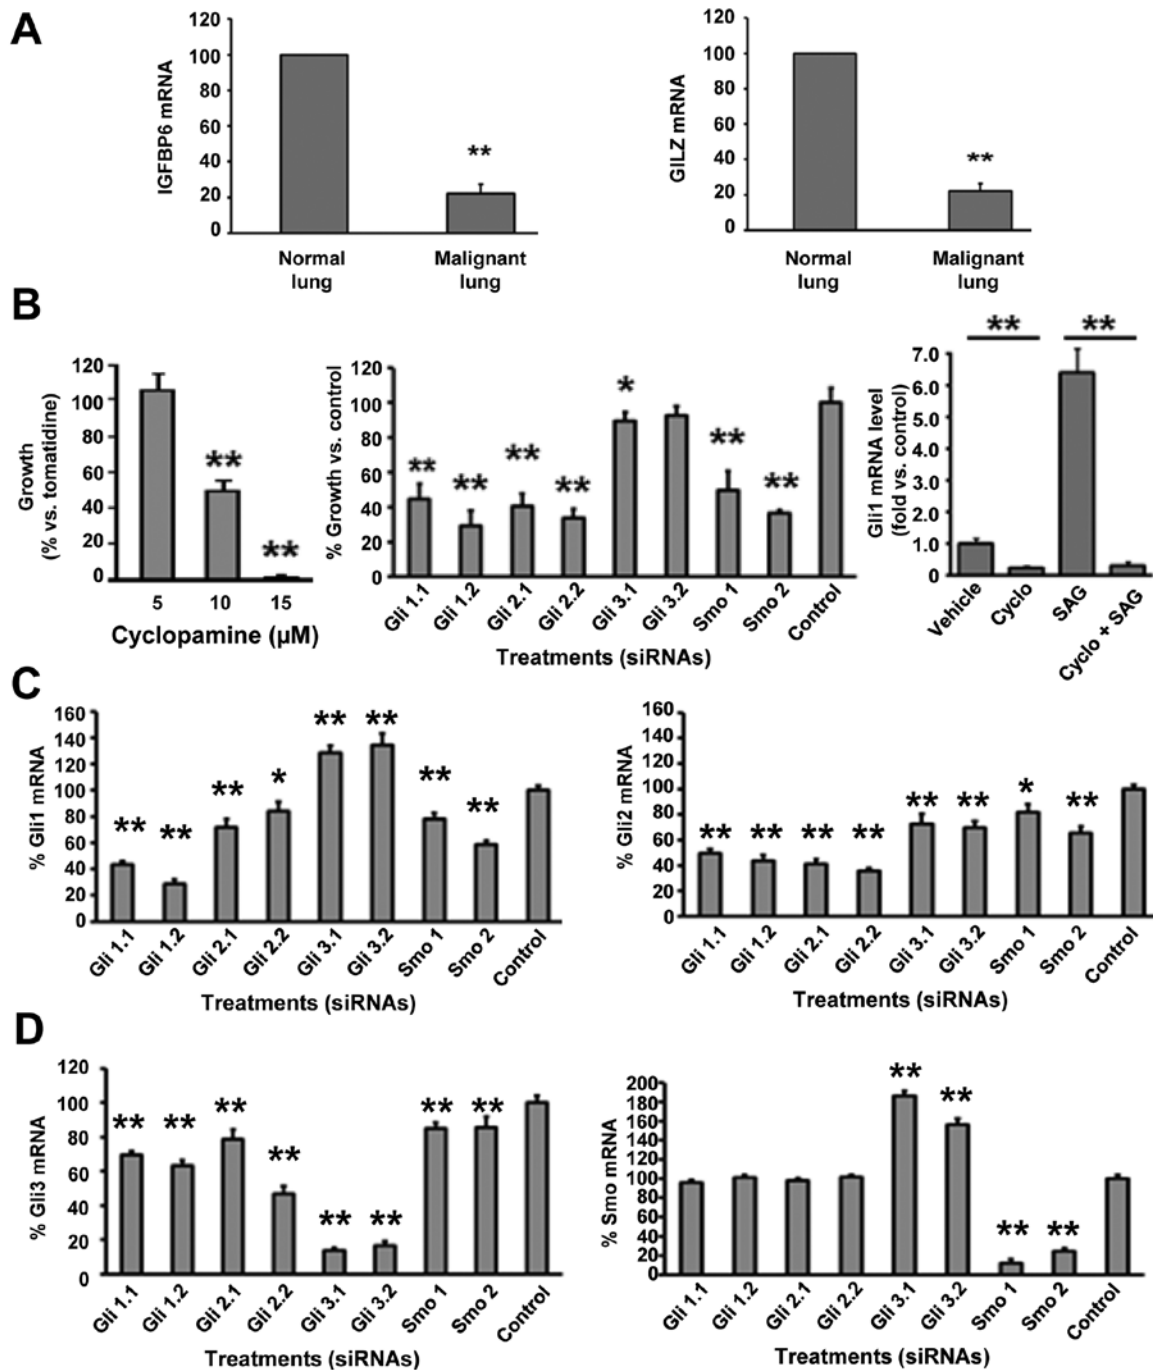 A
IGFBP6 mRNA
120
100
80
60
40
20
0
**
Normal
lung
Malignant
lung
GILZ mRNA
120
100
80
60
40
20
0
**
Normal
lung
Malignant
lung
B
Growth
(% vs. tomatidine)
120
100
80
60
40
20
0
**
**
5 10 15
Cyclopamine (µM)
% Growth vs. control
120
100
80
60
40
20
0
** ** ** ** * ** **
Gli 1.1 Gli 1.2 Gli 2.1 Gli 2.2 Gli 3.1 Gli 3.2 Smo 1 Smo 2 Control
Treatments (siRNAs)
Gli1 mRNA level
(fold vs. control)
7.0
6.0
5.0
4.0
3.0
2.0
1.0
0
** **
Vehicle Cyclo SAG Cyclo + SAG
C
% Gli1 mRNA
160
140
120
100
80
60
40
20
0
** ** ** * ** ** ** **
Gli 1.1 Gli 1.2 Gli 2.1 Gli 2.2 Gli 3.1 Gli 3.2 Smo 1 Smo 2 Control
Treatments (siRNAs)
% Gli2 mRNA
160
140
120
100
80
60
40
20
0
** ** ** ** ** ** * **
Gli 1.1 Gli 1.2 Gli 2.1 Gli 2.2 Gli 3.1 Gli 3.2 Smo 1 Smo 2 Control
Treatments (siRNAs)
D
% Gli3 mRNA
120
100
80
60
40
20
0
** ** ** ** ** ** ** **
Gli 1.1 Gli 1.2 Gli 2.1 Gli 2.2 Gli 3.1 Gli 3.2 Smo 1 Smo 2 Control
Treatments (siRNAs)
% Smo mRNA
200
180
160
140
120
100
80
60
40
20
0
** ** ** **
Gli 1.1 Gli 1.2 Gli 2.1 Gli 2.2 Gli 3.1 Gli 3.2 Smo 1 Smo 2 Control
Treatments (siRNAs)